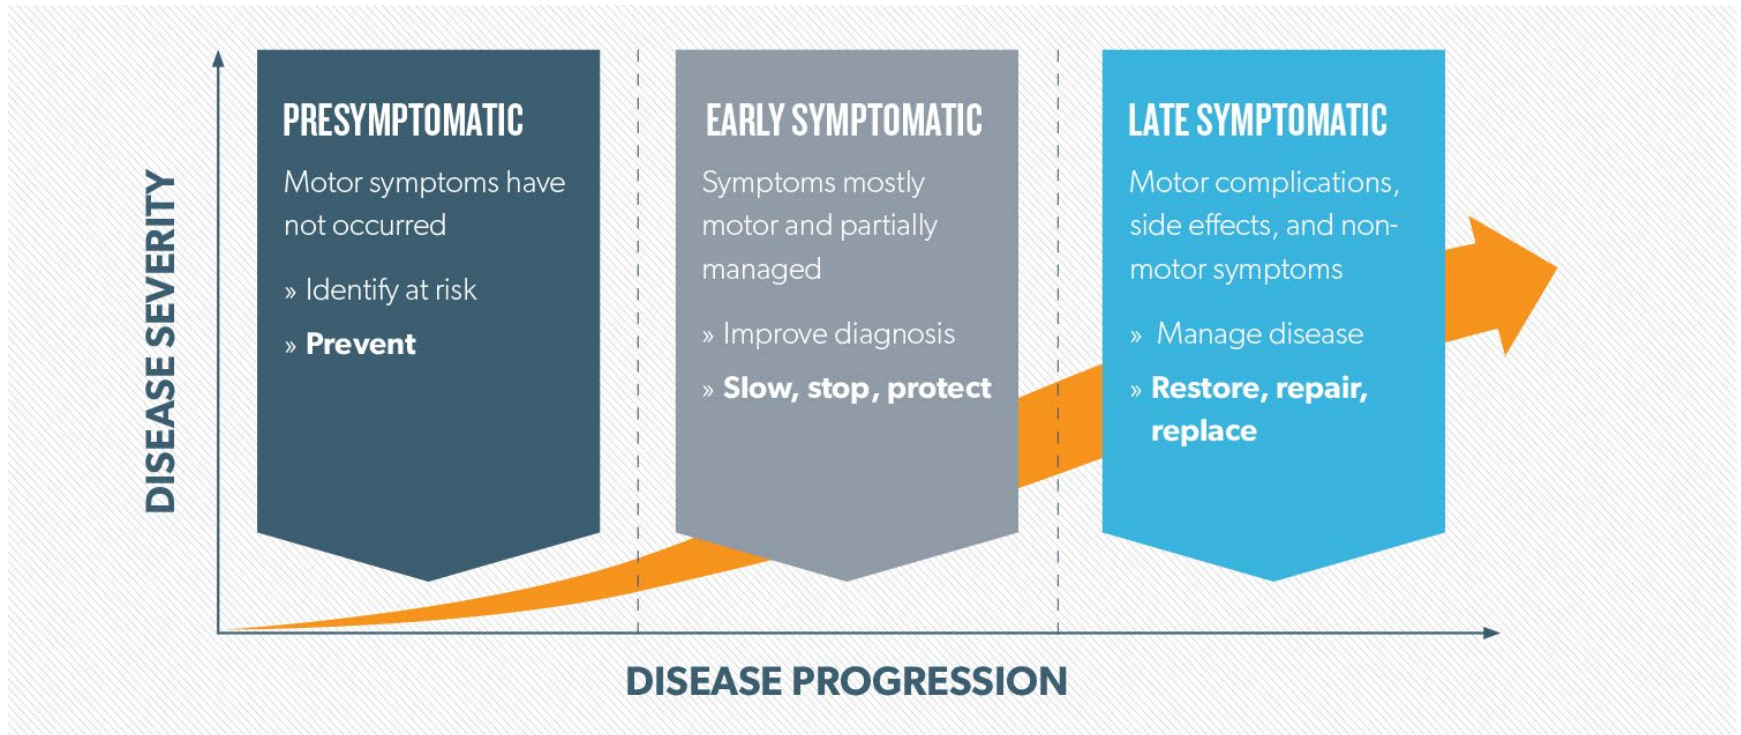 DISEASE SEVERITY
PRESYMPTOMATIC
Motor symptoms have
not occurred
» Identify at risk
» Prevent
EARLY SYMPTOMATIC
Symptoms mostly
motor and partially
managed
» Improve diagnosis
» Slow, stop, protect
LATE SYMPTOMATIC
Motor complications,
side effects, and non-
motor symptoms
» Manage disease
» Restore, repair,
replace
DISEASE PROGRESSION